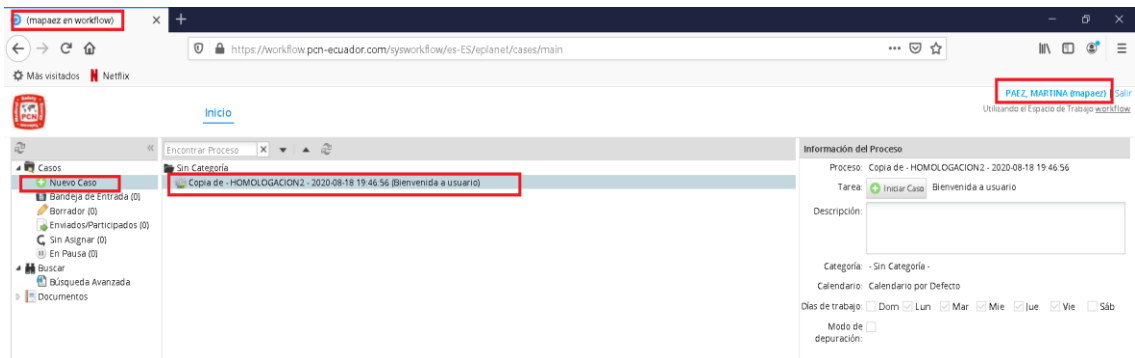 (mapaez en workflow)
https://workflow.pcn-ecuador.com/sysworkflow/es-ES/eplanet/cases/main
Más visitados Netflix
PCN
Inicio
PAEZ, MARTINA (mapaez) | Salir
Utilizando el Espacio de Trabajo workflow
Casos
Nuevo Caso
Bandeja de Entrada (0)
Borrador (0)
Enviados/Participados (0)
Sin Asignar (0)
En Pausa (0)
Buscar
Búsqueda Avanzada
Documentos
Encontrar Proceso
Sin Categoría
Copia de - HOMOLOGACION2 - 2020-08-18 19:46:56 (Bienvenida a usuario)
Información del Proceso
Proceso: Copia de - HOMOLOGACION2 - 2020-08-18 19:46:56
Tarea: Iniciar Caso Bienvenida a usuario
Descripción:
Categoría: - Sin Categoría -
Calendario: Calendario por Defecto
Días de trabajo: Dom Lun Mar Mie Jue Vie Sáb
Modo de
depuración: